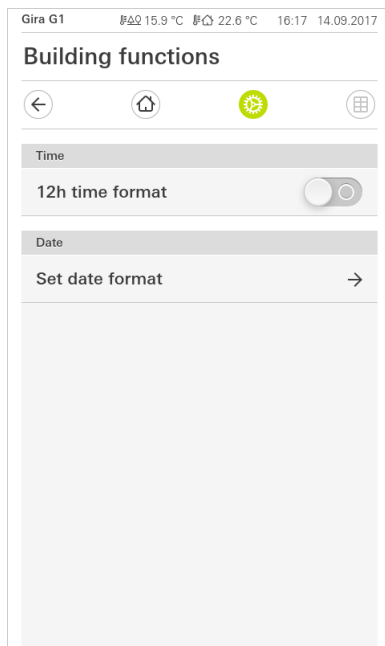 Gira G1 15.9 °C 22.6 °C 16:17 14.09.2017
Building functions
Time
12h time format
Date
Set date format